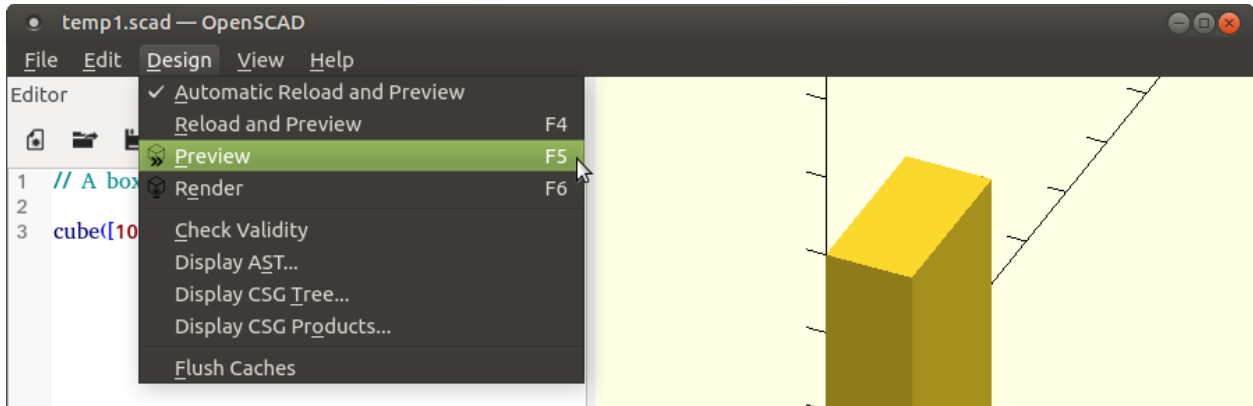 temp1.scad — OpenSCAD
File Edit Design View Help
Editor
✓ Automatic Reload and Preview
Reload and Preview F4
Preview F5
Render F6
Check Validity
Display AST...
Display CSG Tree...
Display CSG Products...
Flush Caches
1 // A box
2
3 cube([10